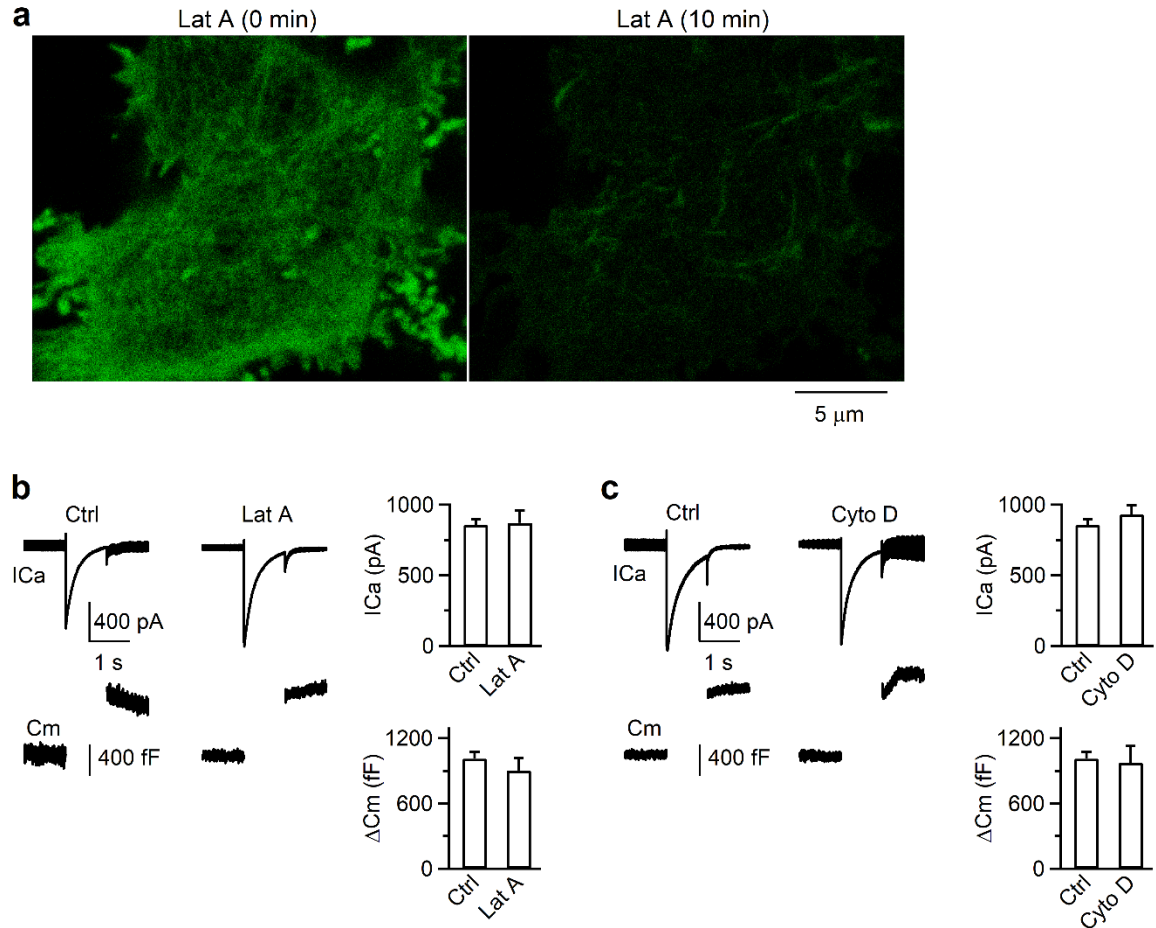 a
Lat A (0 min)
Lat A (10 min)
5 μm
b
Ctrl
Lat A
ICa
400 pA
1 s
Cm
400 fF
ICa (pA)
1000
500
0
Ctrl
Lat A
ΔCm (fF)
1200
600
0
Ctrl
Lat A
c
Ctrl
Cyto D
ICa
400 pA
1 s
Cm
400 fF
ICa (pA)
1000
500
0
Ctrl
Cyto D
ΔCm (fF)
1200
600
0
Ctrl
Cyto D